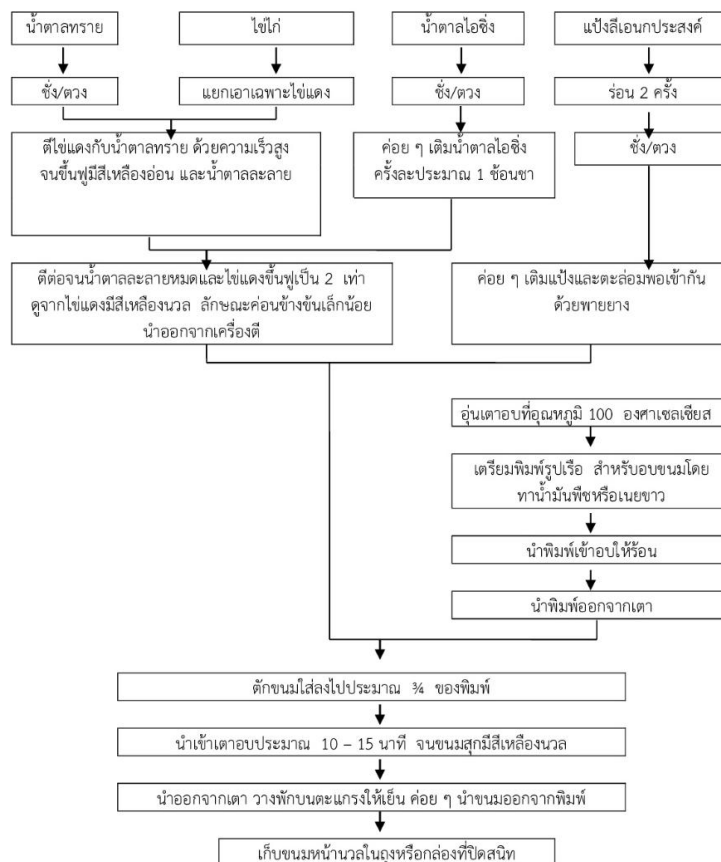 น้ำตาลทราย
ไข่ไก่
น้ำตาลไอซิ่ง
แป้งสีเอนกประสงค์
ชั่ง/ตวง
แยกเอาเฉพาะไข่แดง
ชั่ง/ตวง
ร่อน 2 ครั้ง
ตีไข่แดงกับน้ำตาลทราย ด้วยความเร็วสูง
จนขึ้นฟูมีสีเหลืองอ่อน และน้ำตาลละลาย
ค่อย ๆ เติมน้ำตาลไอซิ่ง
ครั้งละประมาณ 1 ช้อนชา
ชั่ง/ตวง
ตีต่อจนน้ำตาลละลายหมดและไข่แดงขึ้นฟูเป็น 2 เท่า
ดูจากไข่แดงมีสีเหลืองนวล ลักษณะค่อนข้างข้นเล็กน้อย
นำออกจากเครื่องตี
ค่อย ๆ เติมแป้งและตะล่อมพอเข้ากัน
ด้วยพายยาง
อุ่นเตาอบที่อุณหภูมิ 100 องศาเซลเซียส
เตรียมพิมพ์รูปเรือ สำหรับอบขนมโดย
ทาน้ำมันพืชหรือเนยขาว
นำพิมพ์เข้าอบให้ร้อน
นำพิมพ์ออกจากเตา
ตักขนมใส่ลงไปประมาณ ¾ ของพิมพ์
นำเข้าเตาอบประมาณ 10 – 15 นาที จนขนมสุกมีสีเหลืองนวล
นำออกจากเตา วางพักบนตะแกรงให้เย็น ค่อย ๆ นำขนมออกจากพิมพ์
เก็บขนมหน้านวลในถุงหรือกล่องที่ปิดสนิท